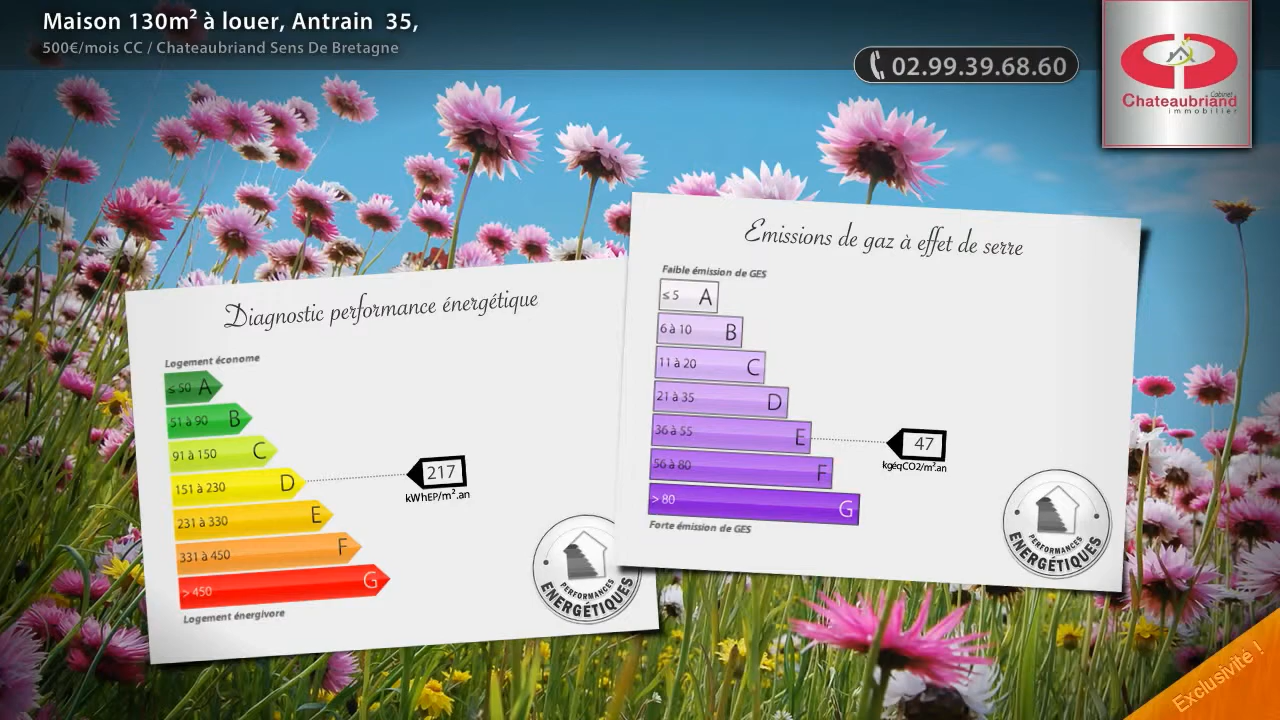 Maison 130m² à louer, Antrain  35,
500€/mois CC / Chateaubriand Sens De Bretagne
02.99.39.68.60
Cabinet
Chateaubriand
immobilier
Diagnostic performance énergétique
Logement économe
≤ 50 A
51 à 90 B
91 à 150 C
151 à 230 D
217
kWhEP/m².an
231 à 330 E
331 à 450 F
> 450 G
Logement énergivore
PERFORMANCES
ENERGÉTIQUES
Emissions de gaz à effet de serre
Faible émission de GES
≤ 5 A
6 à 10 B
11 à 20 C
21 à 35 D
36 à 55 E
47
kgéqCO2/m².an
56 à 80 F
> 80 G
Forte émission de GES
PERFORMANCES
ENERGÉTIQUES
Exclusivité !